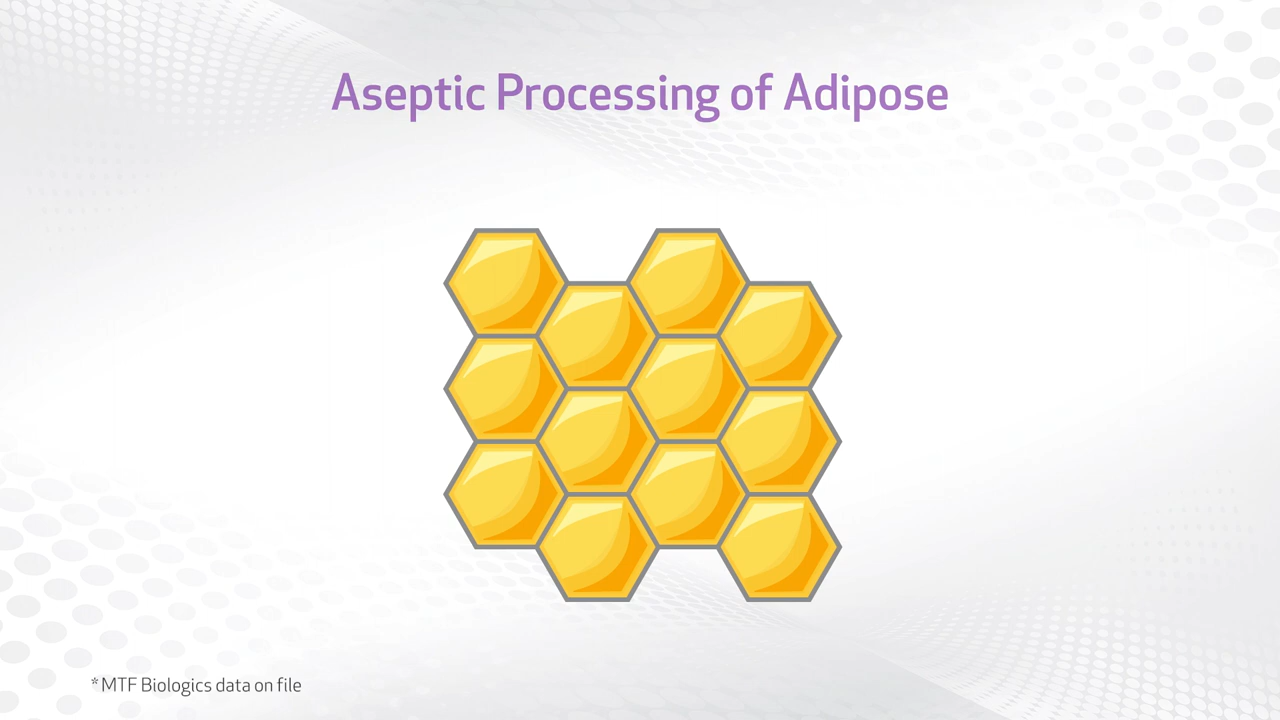 Aseptic Processing of Adipose
*MTF Biologics data on file